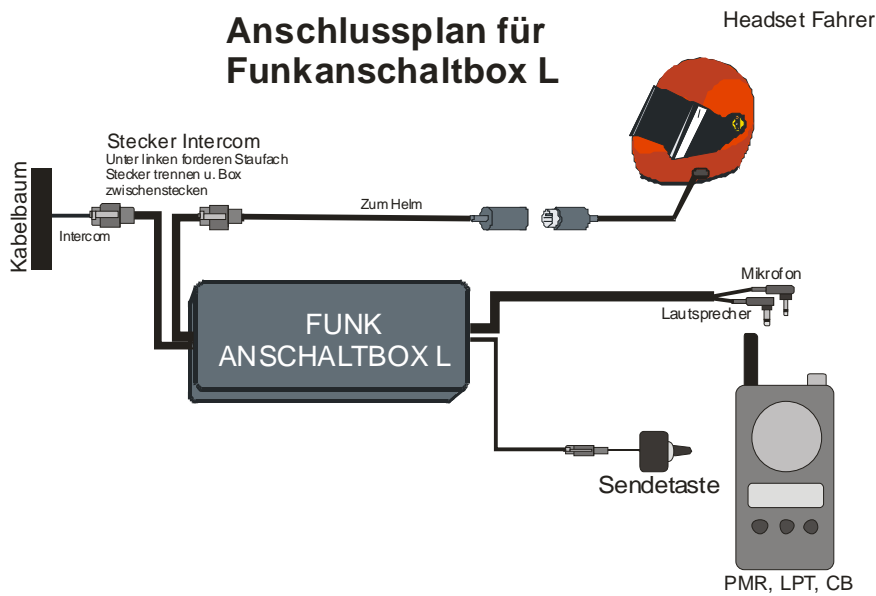 Anschlussplan für
Funkanschaltbox L
Headset Fahrer
Stecker Intercom
Unter linken forderen Staufach
Stecker trennen u. Box
zwischenstecken
Kabelbaum
Intercom
Zum Helm
Mikrofon
Lautsprecher
FUNK
ANSCHALTBOX L
Sendetaste
PMR, LPT, CB